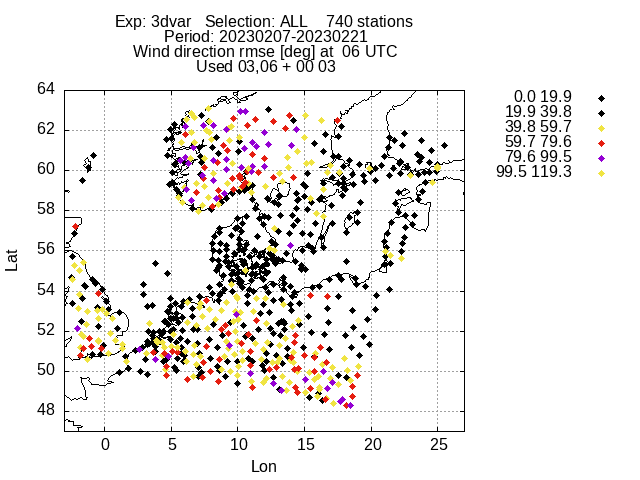 Exp: 3dvar Selection: ALL 740 stations
Period: 20230207-20230221
Wind direction rmse [deg] at 06 UTC
Used 03,06 + 00 03
0.0 19.9
19.9 39.8
39.8 59.7
59.7 79.6
79.6 99.5
99.5 119.3
64
62
60
58
56
54
52
50
48
Lat
0 5 10 15 20 25
Lon